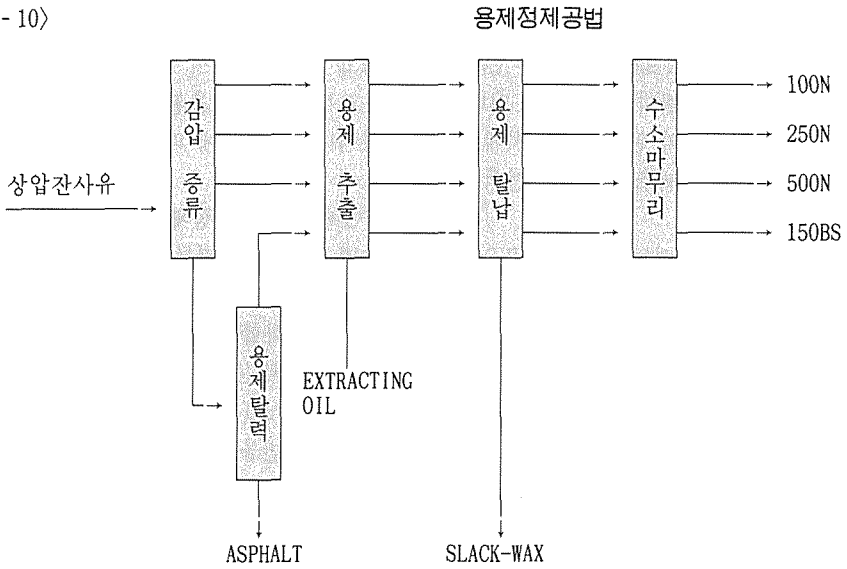 - 10〉
용제정제공법
감압 증류
용제 추출
용제 탈납
수소마무리
100N
250N
500N
150BS
상압잔사유
용제탈력
EXTRACTING
OIL
ASPHALT
SLACK-WAX